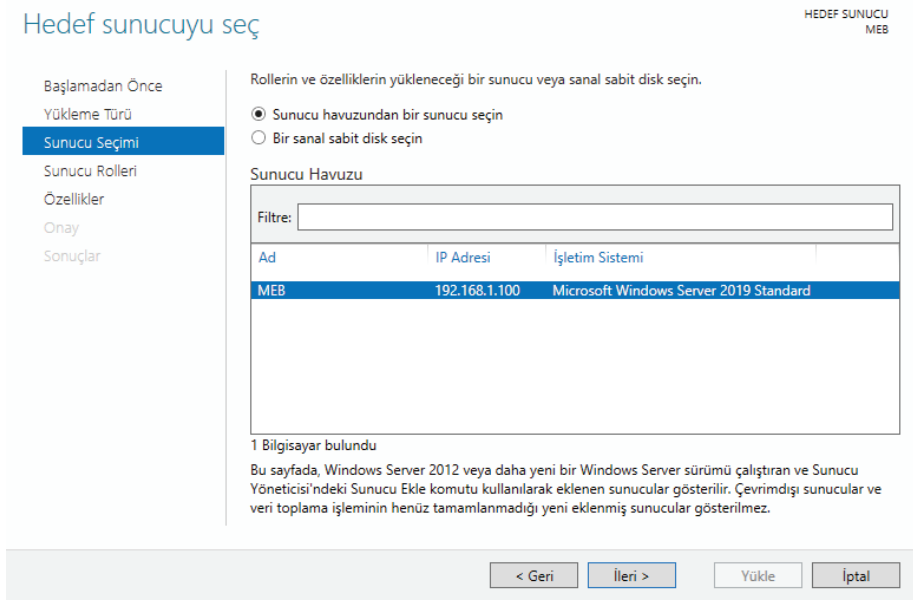 Hedef sunucuyu seç
HEDEF SUNUCU
MEB
Başlamadan Önce
Yükleme Türü
Sunucu Seçimi
Sunucu Rolleri
Özellikler
Onay
Sonuçlar
Rollerin ve özelliklerin yükleneceği bir sunucu veya sanal sabit disk seçin.
Sunucu havuzundan bir sunucu seçin
Bir sanal sabit disk seçin
Sunucu Havuzu
Filtre:
Ad IP Adresi İşletim Sistemi
MEB 192.168.1.100 Microsoft Windows Server 2019 Standard
1 Bilgisayar bulundu
Bu sayfada, Windows Server 2012 veya daha yeni bir Windows Server sürümü çalıştıran ve Sunucu
Yöneticisi'ndeki Sunucu Ekle komutu kullanılarak eklenen sunucular gösterilir. Çevrimdışı sunucular ve
veri toplama işleminin henüz tamamlanmadığı yeni eklenmiş sunucular gösterilmez.
< Geri İleri > Yükle İptal